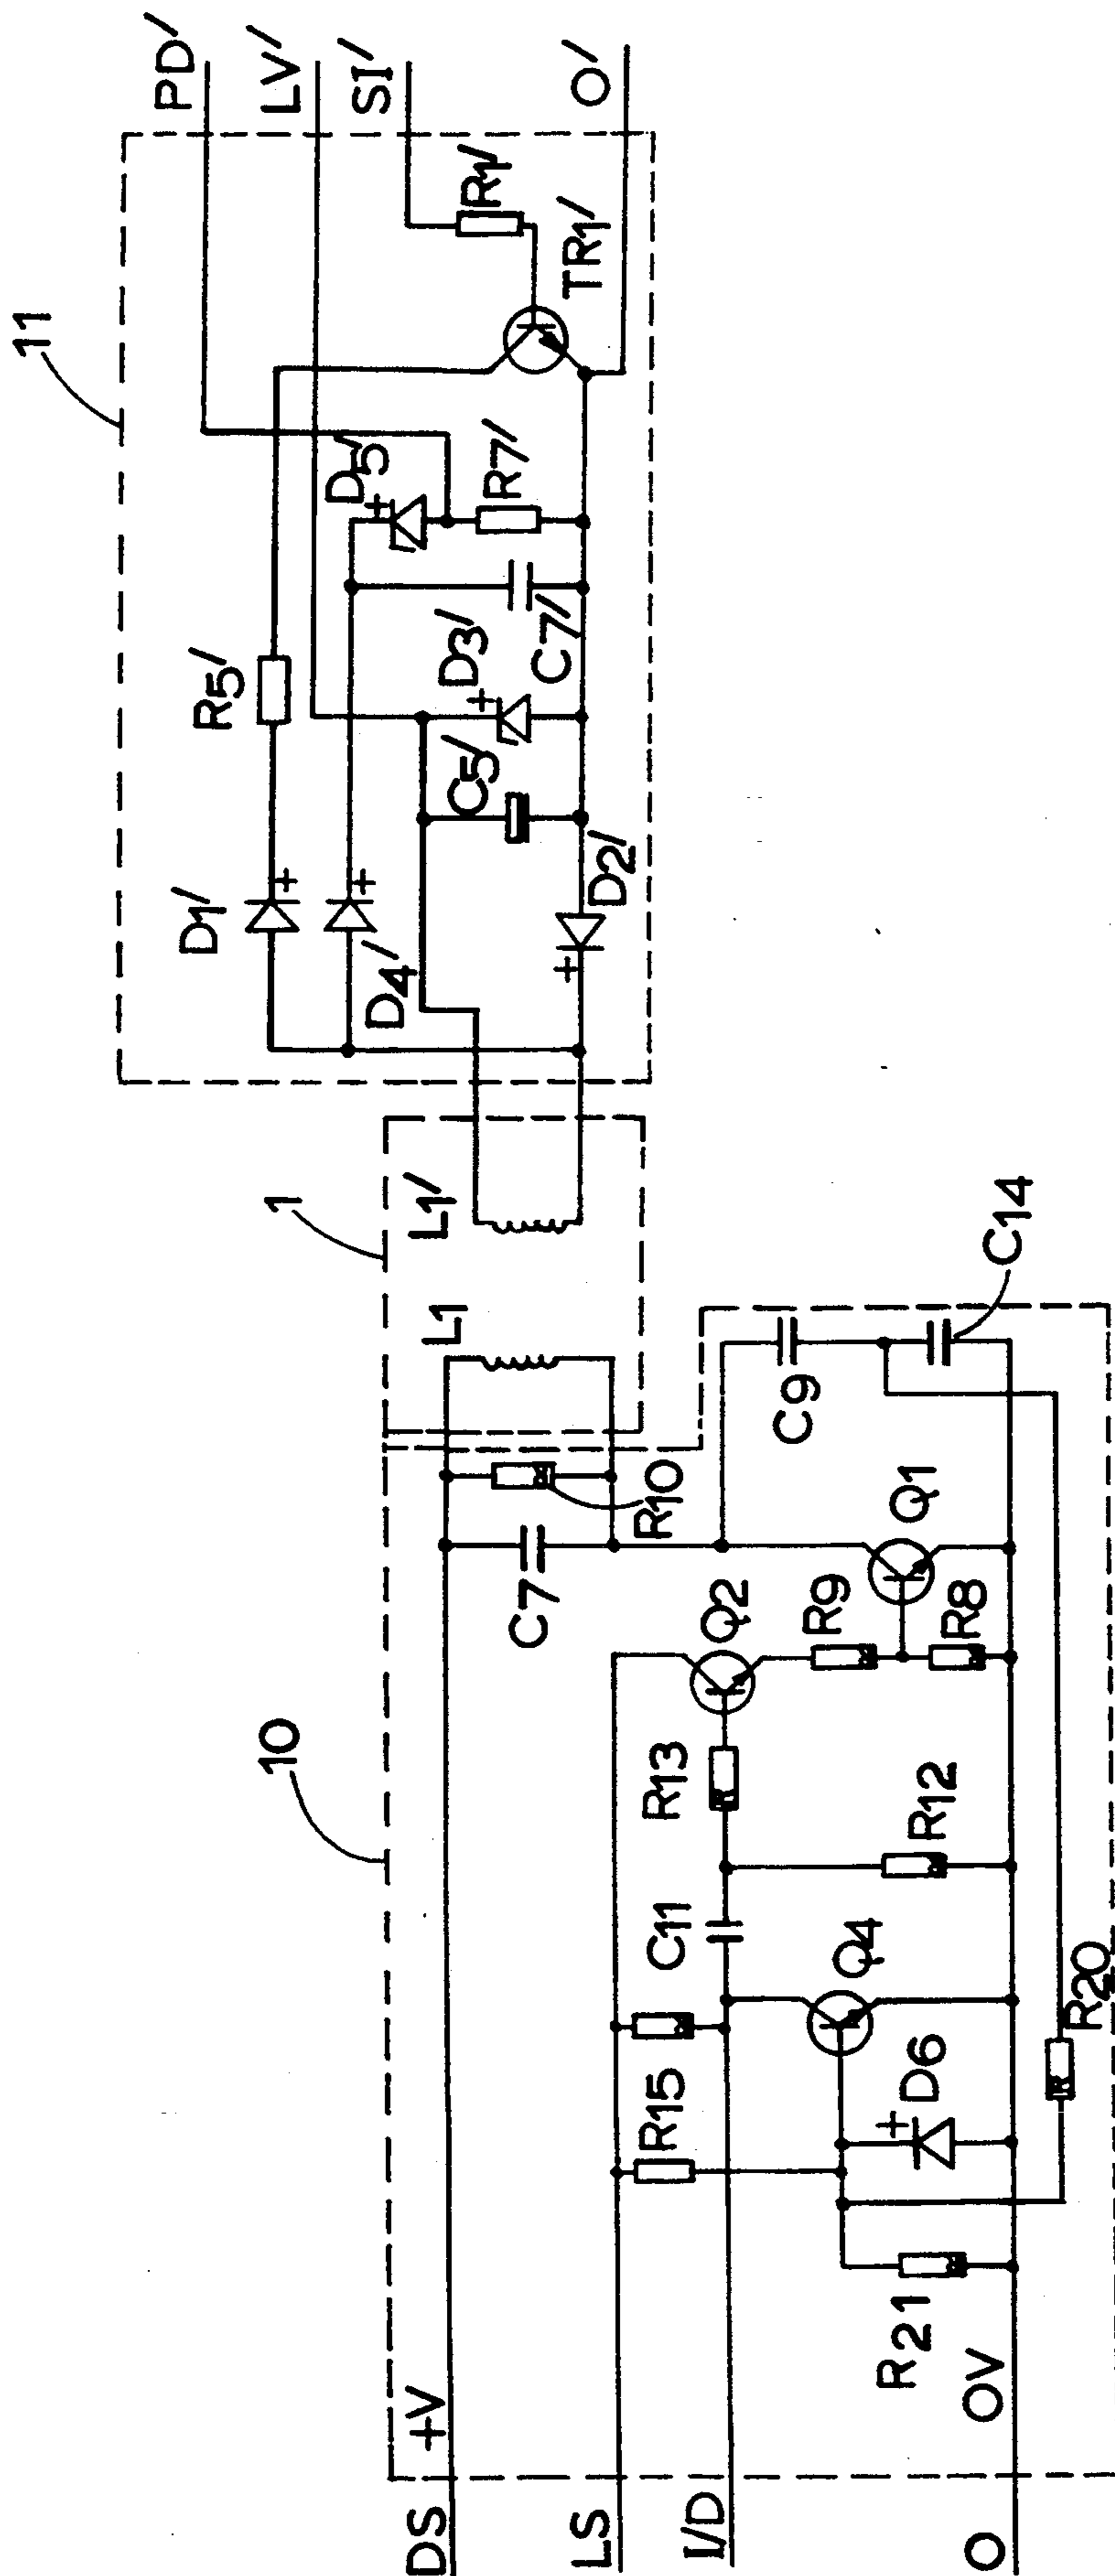 11
PD′
LV′
SI′
O′
D1′
R5′
D4′
D5′
R7′
R1′
TR1′
C5′
D3′
C7′
D2′
1
L1
L1′
10
DS +V
LS
I/D
O OV
C7
R10
Q2
R9
Q1
R8
C9
C14
R13
R12
C11
Q4
R15
D6
R21
R20